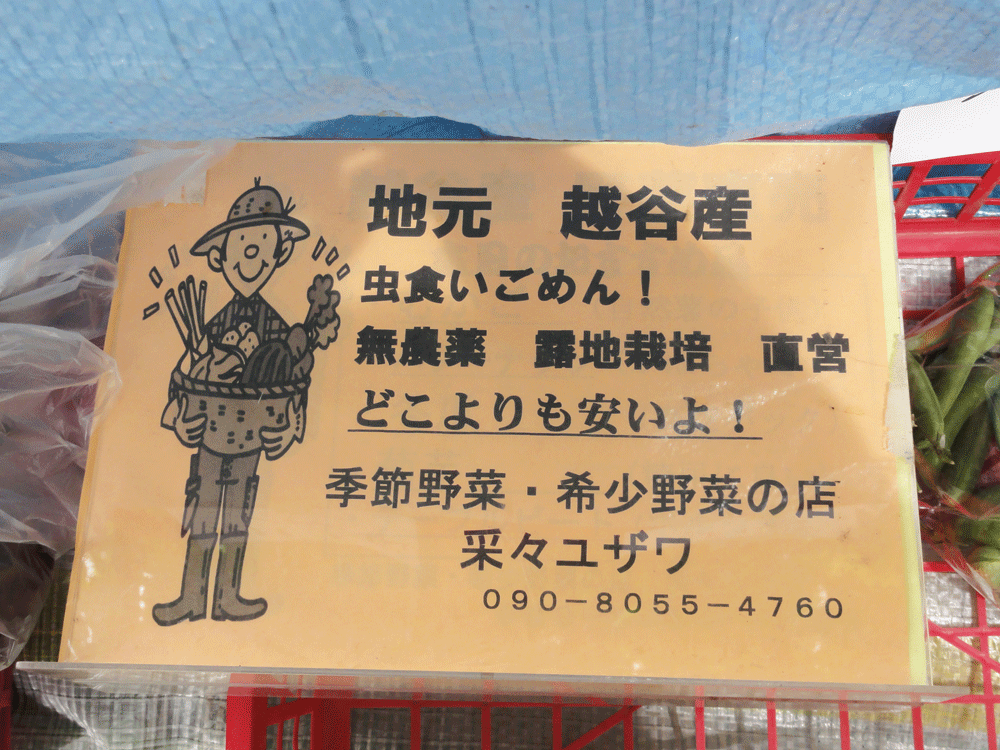 地元　越谷産
虫食いごめん！
無農薬　露地栽培　直営
どこよりも安いよ！
季節野菜・希少野菜の店
采々ユザワ
０９０－８０５５－４７６０